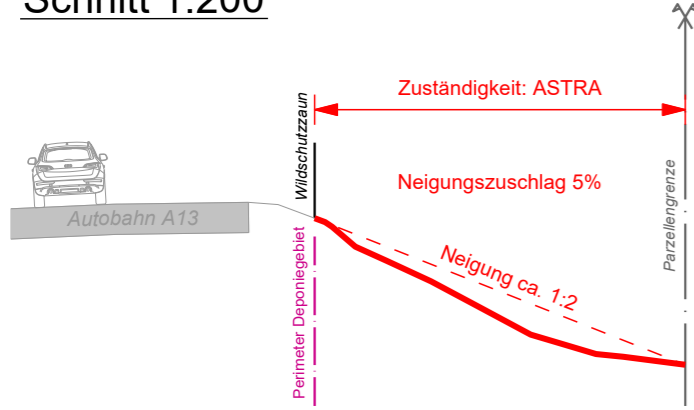 Schnitt 1:200
Zuständigkeit: ASTRA
Wildschutzzaun
Neigungszuschlag 5%
Autobahn A13
Parzellengrenze
Neigung ca. 1:2
Perimeter Deponiegebiet